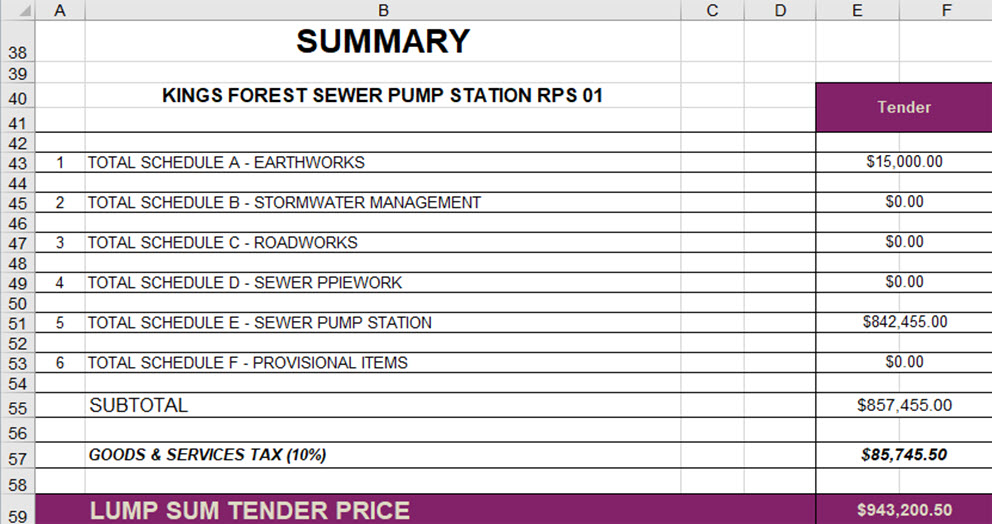 A B C D E F
38 SUMMARY
39
40 KINGS FOREST SEWER PUMP STATION RPS 01
Tender
41
42
43 1 TOTAL SCHEDULE A - EARTHWORKS $15,000.00
44
45 2 TOTAL SCHEDULE B - STORMWATER MANAGEMENT $0.00
46
47 3 TOTAL SCHEDULE C - ROADWORKS $0.00
48
49 4 TOTAL SCHEDULE D - SEWER PPIEWORK $0.00
50
51 5 TOTAL SCHEDULE E - SEWER PUMP STATION $842,455.00
52
53 6 TOTAL SCHEDULE F - PROVISIONAL ITEMS $0.00
54
55 SUBTOTAL $857,455.00
56
57 GOODS & SERVICES TAX (10%) $85,745.50
58
59 LUMP SUM TENDER PRICE $943,200.50